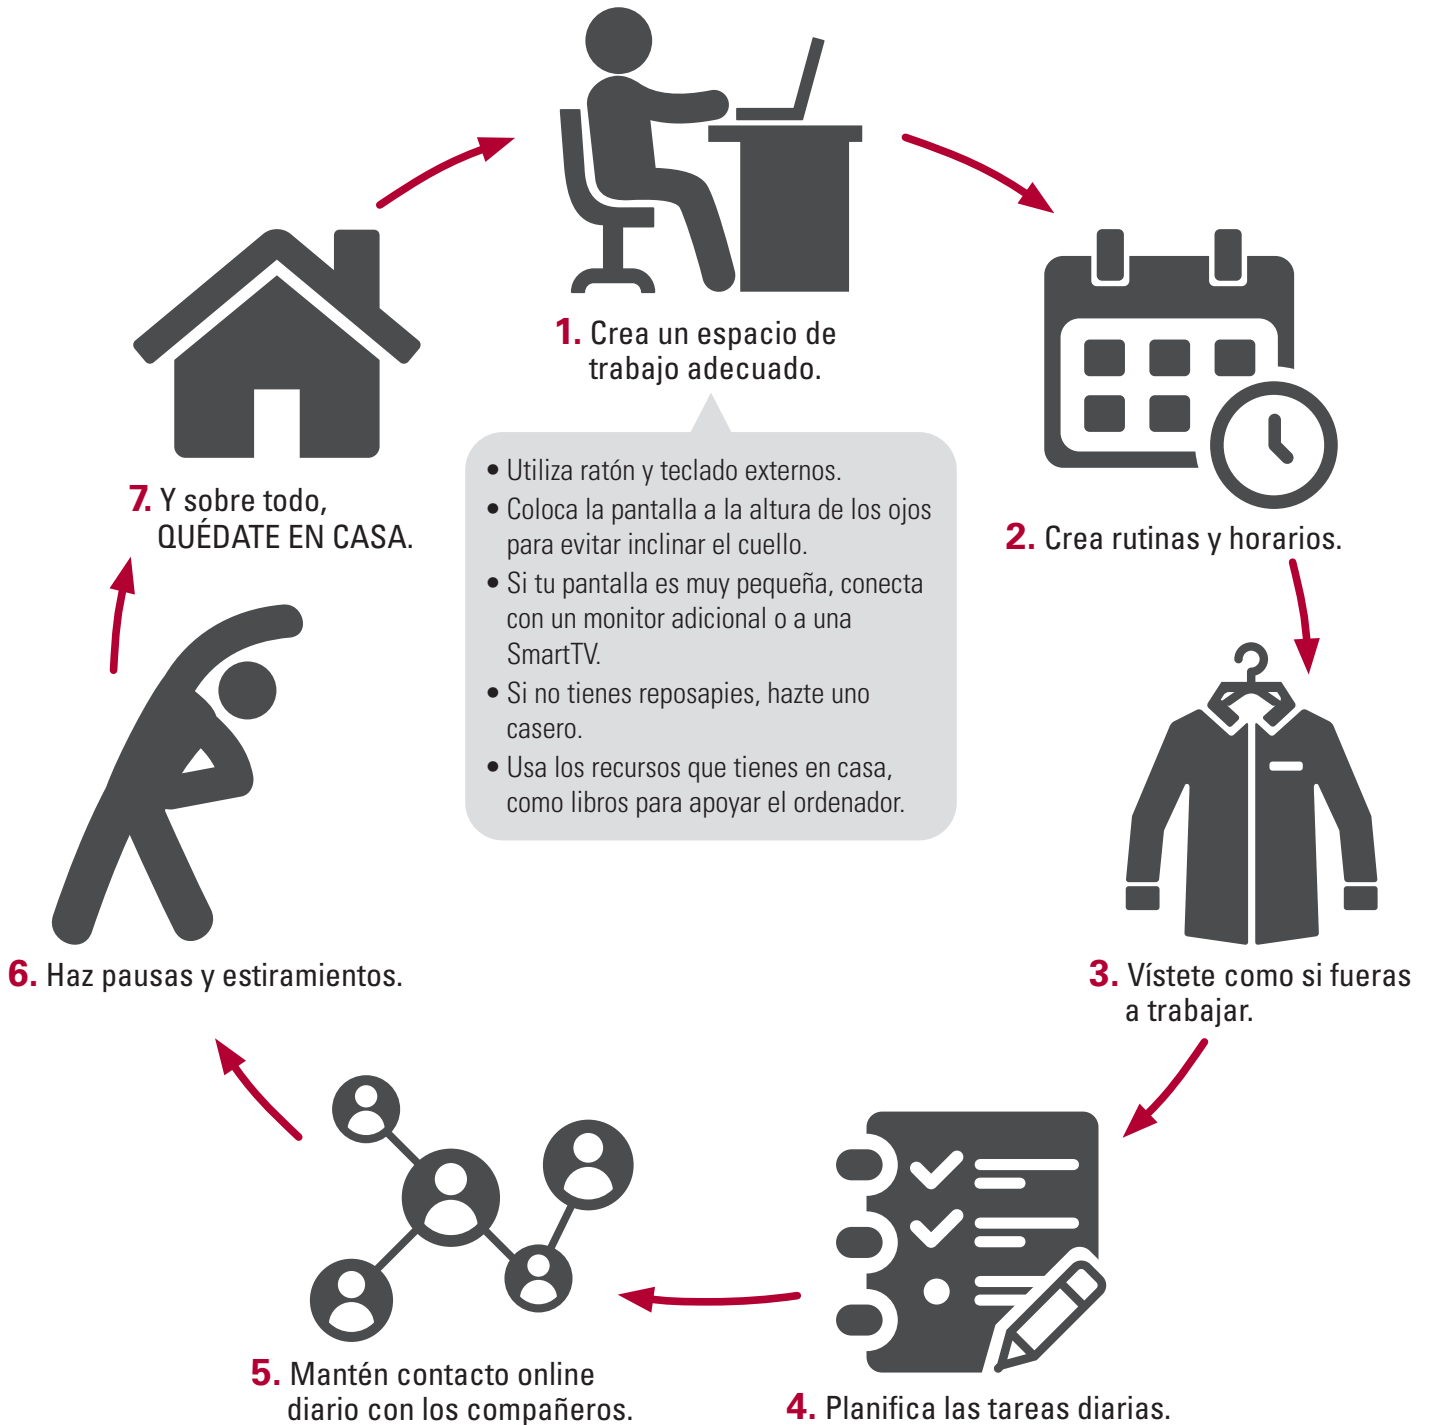 1. Crea un espacio de
trabajo adecuado.
• Utiliza ratón y teclado externos.
• Coloca la pantalla a la altura de los ojos
para evitar inclinar el cuello.
• Si tu pantalla es muy pequeña, conecta
con un monitor adicional o a una
SmartTV.
• Si no tienes reposapies, hazte uno
casero.
• Usa los recursos que tienes en casa,
como libros para apoyar el ordenador.
2. Crea rutinas y horarios.
3. Vístete como si fueras
a trabajar.
4. Planifica las tareas diarias.
5. Mantén contacto online
diario con los compañeros.
6. Haz pausas y estiramientos.
7. Y sobre todo,
QUÉDATE EN CASA.